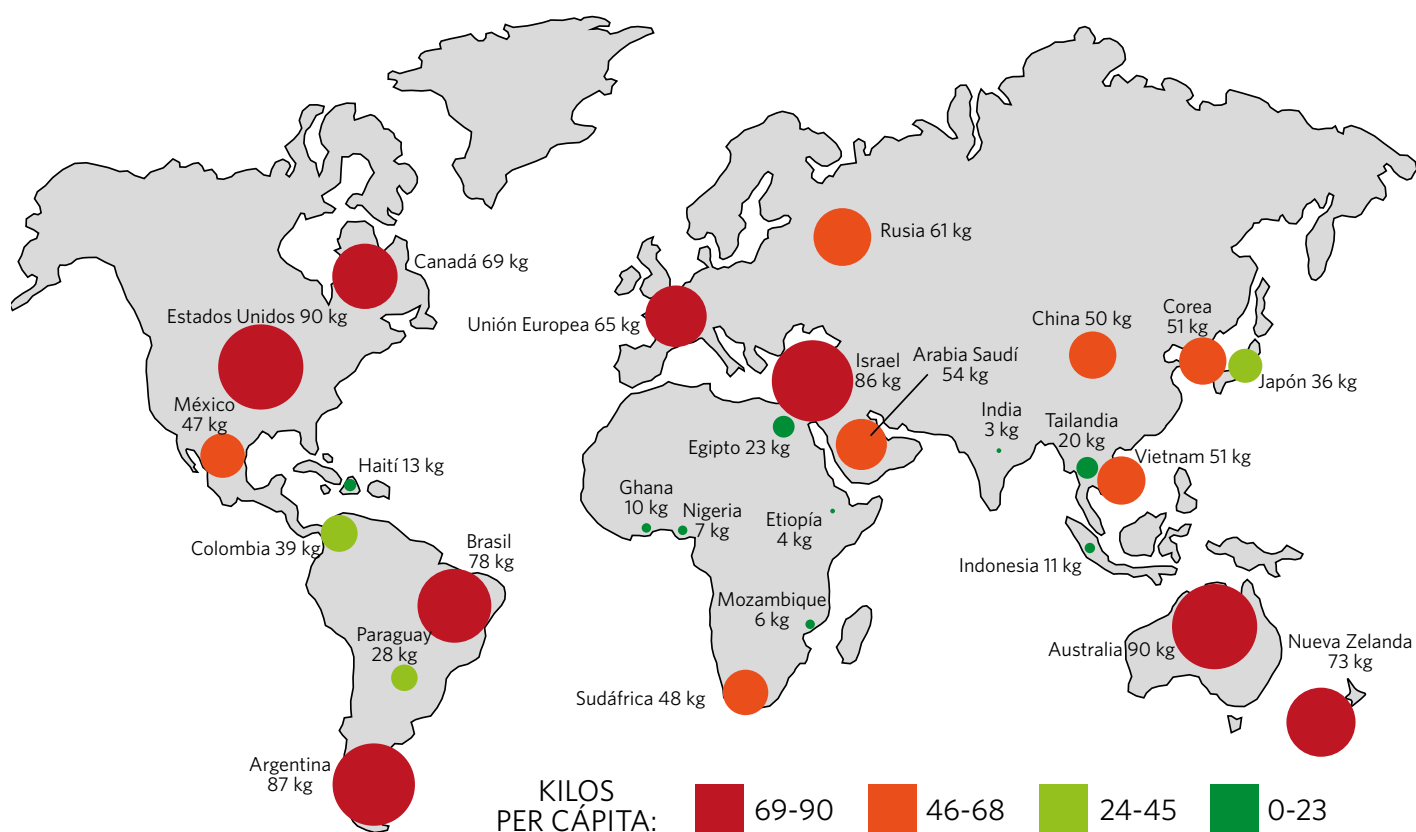 Canadá 69 kg
Estados Unidos 90 kg
México
47 kg
Haití 13 kg
Colombia 39 kg
Brasil
78 kg
Paraguay
28 kg
Argentina
87 kg
Rusia 61 kg
Unión Europea 65 kg
Israel
86 kg
Arabia Saudí
54 kg
Egipto 23 kg
Ghana
10 kg
Nigeria
7 kg
Etiopía
4 kg
Mozambique
6 kg
Sudáfrica 48 kg
China 50 kg
Corea
51 kg
Japón 36 kg
India
3 kg
Tailandia
20 kg
Vietnam 51 kg
Indonesia 11 kg
Australia 90 kg
Nueva Zelanda
73 kg
KILOS
PER CÁPITA:
69-90
46-68
24-45
0-23